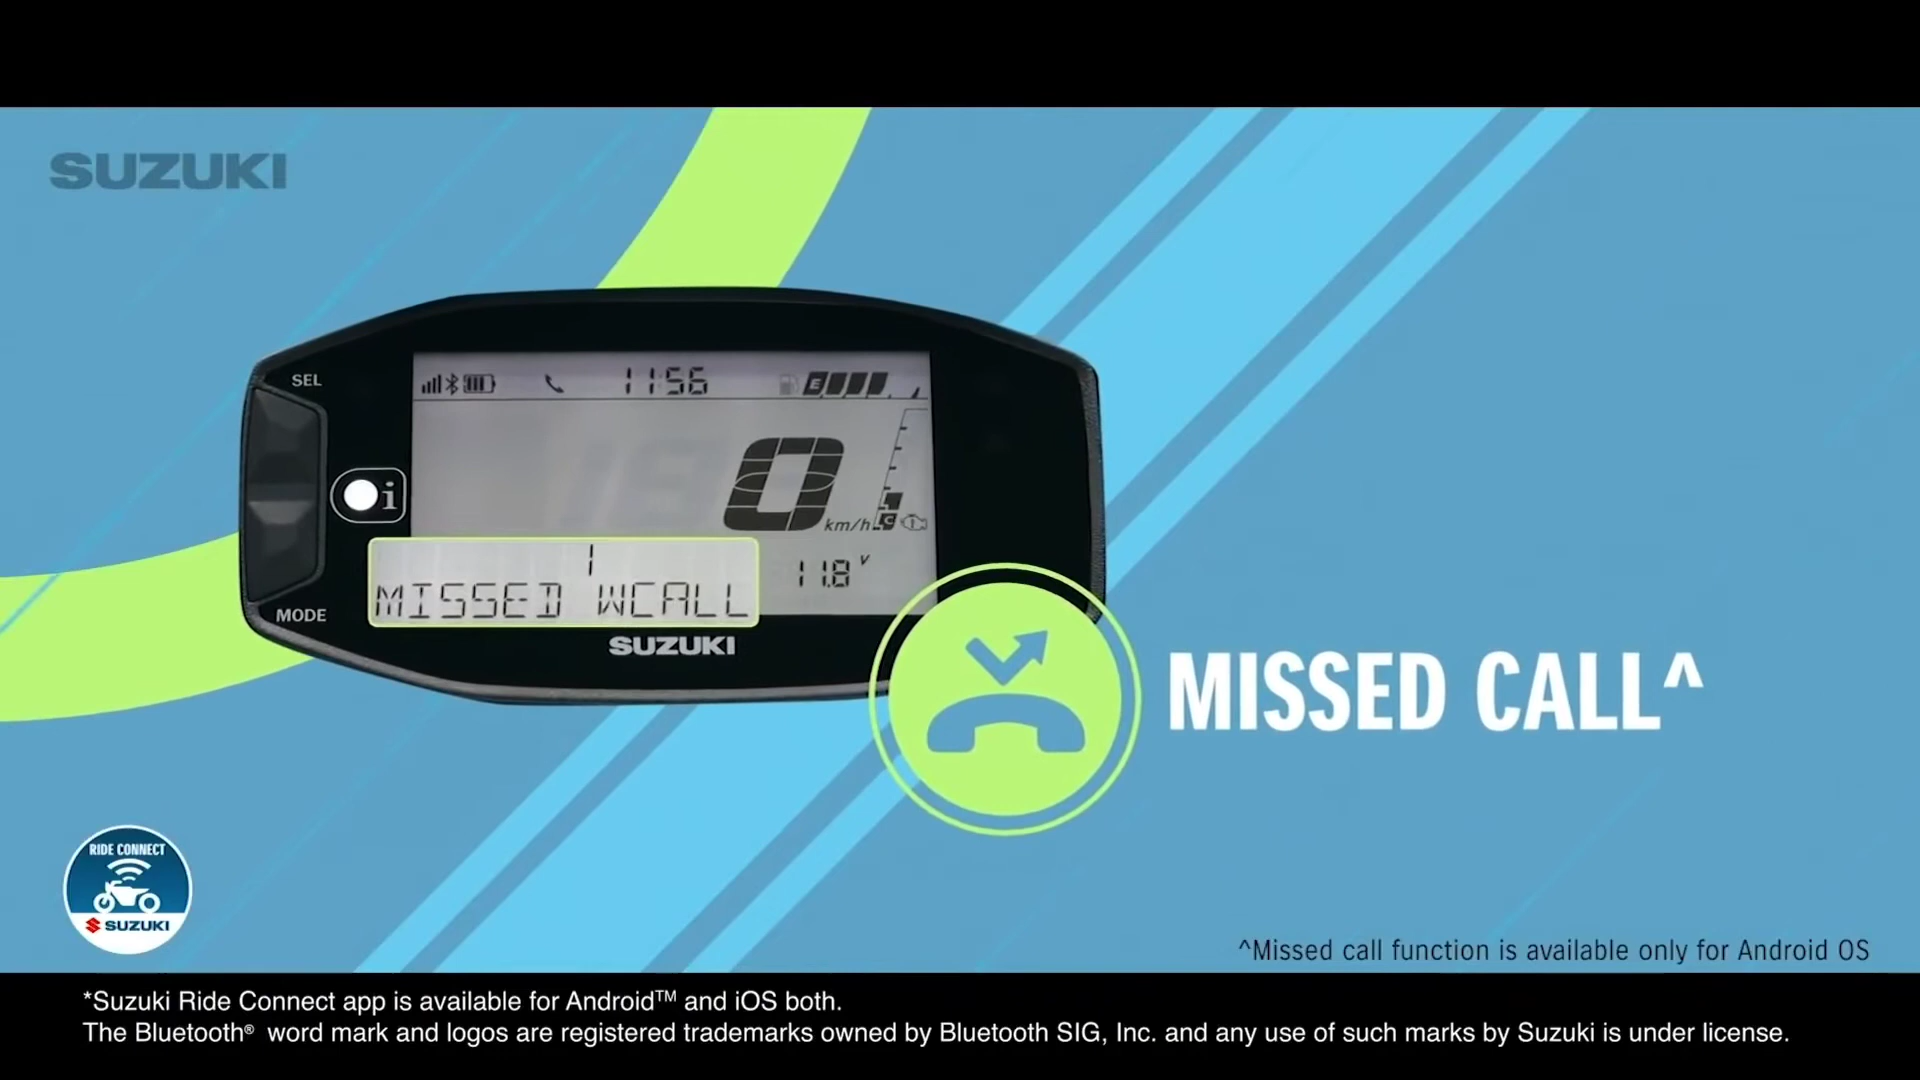 SUZUKI
SEL
11:56
E
0
km/h
C
i
1
MISSED WCALL
11.8 V
MODE
SUZUKI
MISSED CALL^
RIDE CONNECT
SUZUKI
^Missed call function is available only for Android OS
*Suzuki Ride Connect app is available for Android™ and iOS both.
The Bluetooth® word mark and logos are registered trademarks owned by Bluetooth SIG, Inc. and any use of such marks by Suzuki is under license.